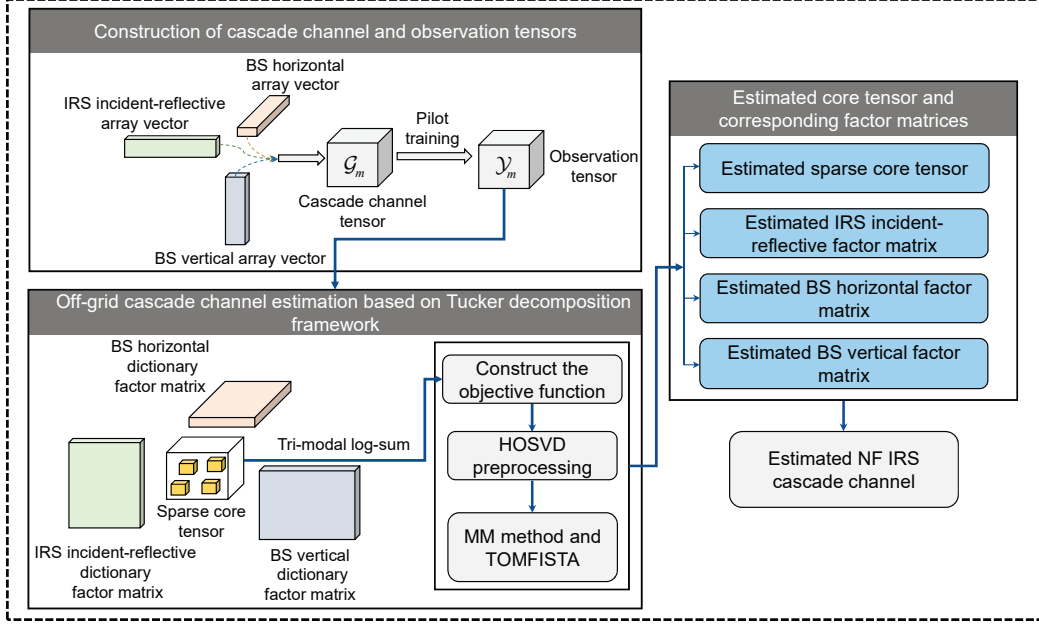 Construction of cascade channel and observation tensors
BS horizontal
array vector
IRS incident-reflective
array vector
Pilot
training
𝒢ₘ
𝒴ₘ
Observation
tensor
Cascade channel
tensor
BS vertical array vector
Off-grid cascade channel estimation based on Tucker decomposition
framework
BS horizontal
dictionary
factor matrix
Tri-modal log-sum
Sparse core
tensor
IRS incident-reflective
dictionary
factor matrix
BS vertical
dictionary
factor matrix
Construct the
objective function
HOSVD
preprocessing
MM method and
TOMFISTA
Estimated core tensor and
corresponding factor matrices
Estimated sparse core tensor
Estimated IRS incident-
reflective factor matrix
Estimated BS horizontal factor
matrix
Estimated BS vertical factor
matrix
Estimated NF IRS
cascade channel